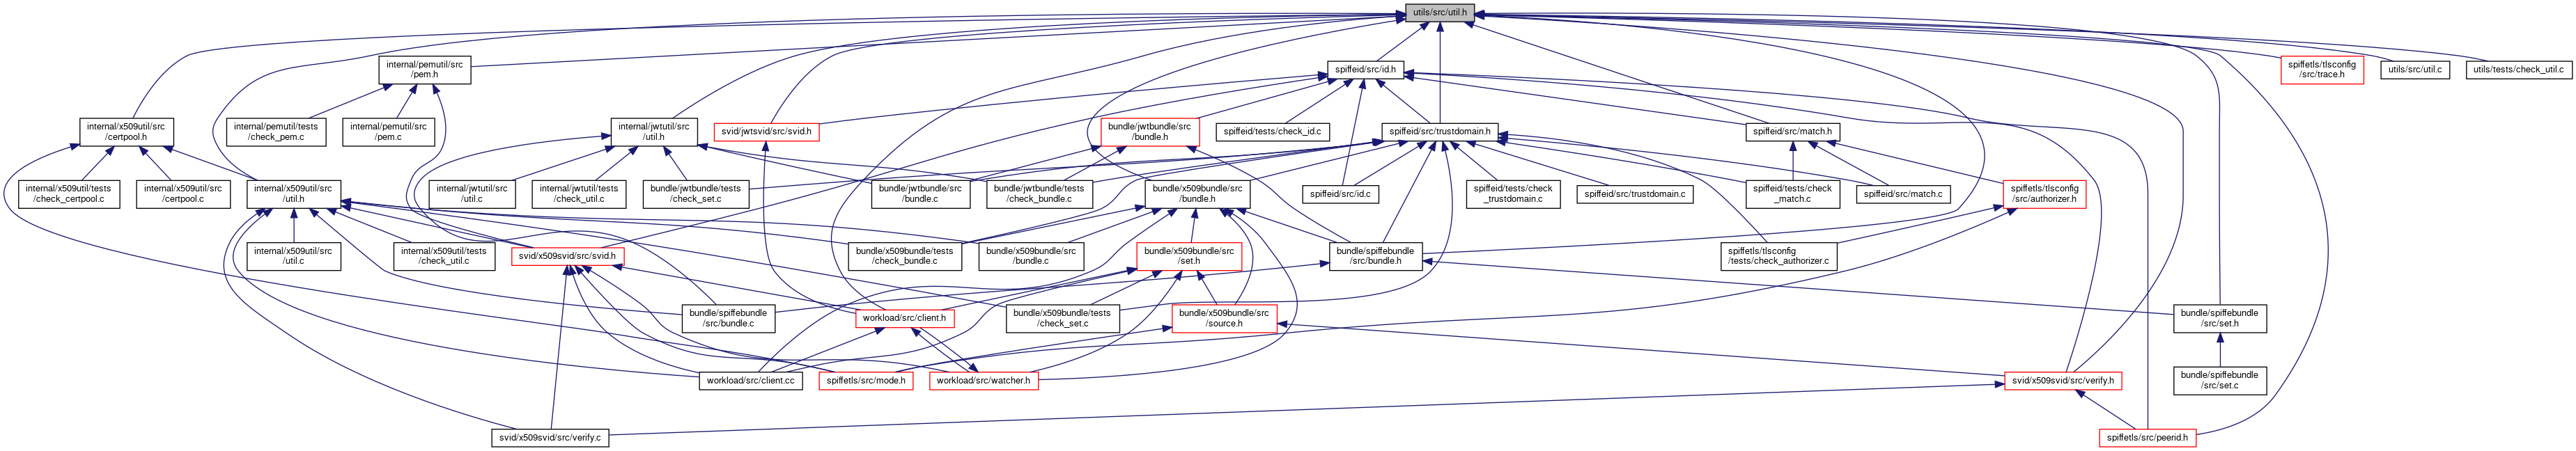 utils/src/util.h
internal/pemutil/src
/pem.h
spiffeid/src/id.h
spiffetls/tlsconfig
/src/trace.h
utils/src/util.c
utils/tests/check_util.c
internal/x509util/src
/certpool.h
internal/pemutil/tests
/check_pem.c
internal/pemutil/src
/pem.c
internal/jwtutil/src
/util.h
svid/jwtsvid/src/svid.h
bundle/jwtbundle/src
/bundle.h
spiffeid/tests/check_id.c
spiffeid/src/trustdomain.h
spiffeid/src/match.h
internal/x509util/tests
/check_certpool.c
internal/x509util/src
/certpool.c
internal/x509util/src
/util.h
internal/jwtutil/src
/util.c
internal/jwtutil/tests
/check_util.c
bundle/jwtbundle/tests
/check_set.c
bundle/jwtbundle/src
/bundle.c
bundle/jwtbundle/tests
/check_bundle.c
bundle/x509bundle/src
/bundle.h
spiffeid/src/id.c
spiffeid/tests/check
_trustdomain.c
spiffeid/src/trustdomain.c
spiffeid/tests/check
_match.c
spiffeid/src/match.c
spiffetls/tlsconfig
/src/authorizer.h
internal/x509util/src
/util.c
internal/x509util/tests
/check_util.c
svid/x509svid/src/svid.h
bundle/x509bundle/tests
/check_bundle.c
bundle/x509bundle/src
/bundle.c
bundle/x509bundle/src
/set.h
bundle/spiffebundle
/src/bundle.h
spiffetls/tlsconfig
/tests/check_authorizer.c
bundle/spiffebundle
/src/bundle.c
workload/src/client.h
bundle/x509bundle/tests
/check_set.c
bundle/x509bundle/src
/source.h
bundle/spiffebundle
/src/set.h
workload/src/client.cc
spiffetls/src/mode.h
workload/src/watcher.h
svid/x509svid/src/verify.h
bundle/spiffebundle
/src/set.c
svid/x509svid/src/verify.c
spiffetls/src/peerid.h